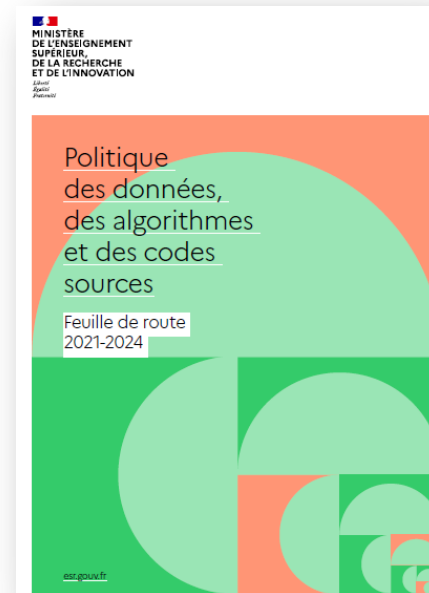 MINISTÈRE
DE L'ENSEIGNEMENT
SUPÉRIEUR,
DE LA RECHERCHE
ET DE L'INNOVATION
Liberté
Égalité
Fraternité
Politique
des données,
des algorithmes
et des codes
sources
Feuille de route
2021-2024
esr.gouv.fr